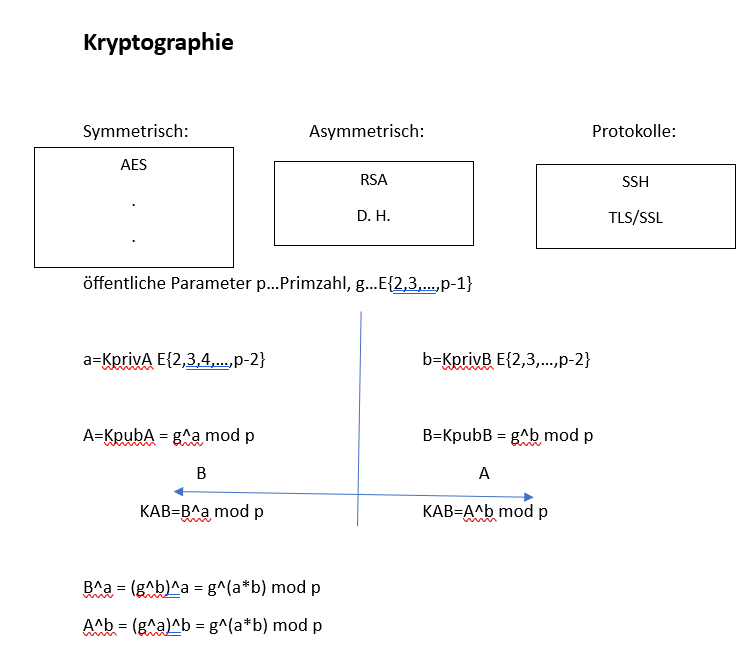 Kryptographie
Symmetrisch: Asymmetrisch: Protokolle:
AES
.
.
RSA
D. H.
SSH
TLS/SSL
öffentliche Parameter p...Primzahl, g...E{2,3,...,p-1}
a=KprivA E{2,3,4,...,p-2} b=KprivB E{2,3,...,p-2}
A=KpubA = g^a mod p B=KpubB = g^b mod p
B A
KAB=B^a mod p KAB=A^b mod p
B^a = (g^b)^a = g^(a*b) mod p
A^b = (g^a)^b = g^(a*b) mod p